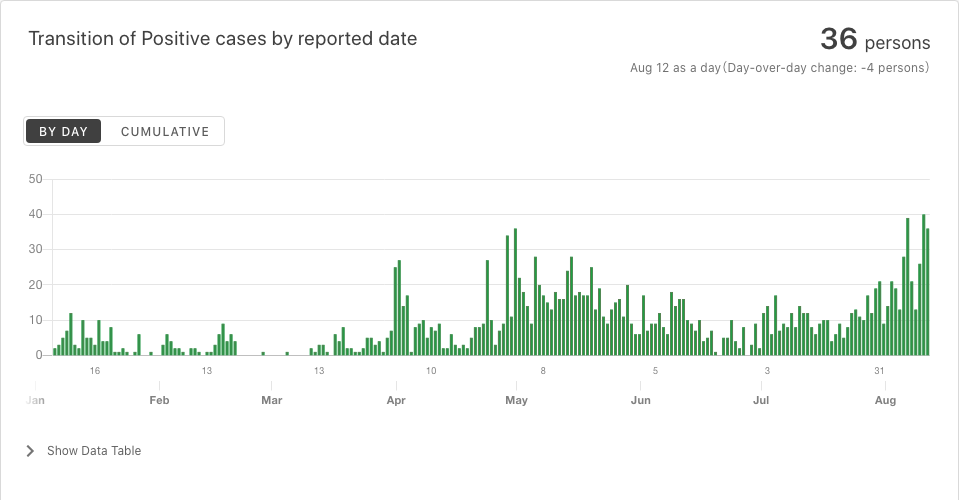 Transition of Positive cases by reported date
36 persons
Aug 12 as a day(Day-over-day change: -4 persons)
BY DAY CUMULATIVE
50
40
30
20
10
0
16 13 13 10 8 5 3 31
Jan Feb Mar Apr May Jun Jul Aug
Show Data Table